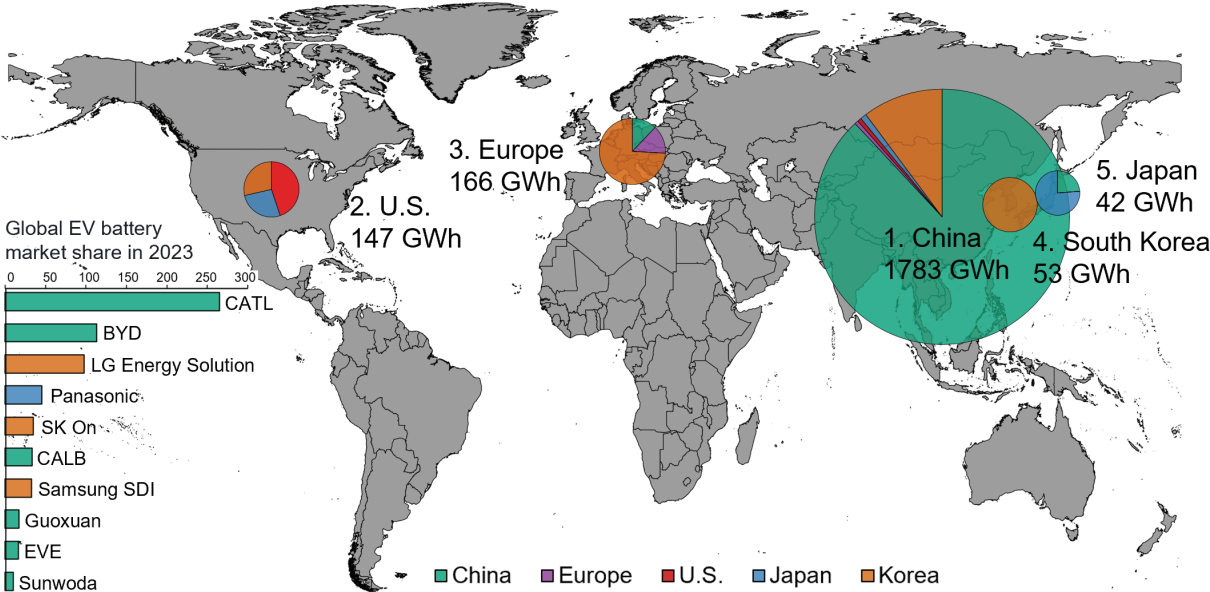 3. Europe
166 GWh
5. Japan
42 GWh
2. U.S.
147 GWh
1. China
1783 GWh
4. South Korea
53 GWh
Global EV battery
market share in 2023
0 50 100 150 200 250 300
CATL
BYD
LG Energy Solution
Panasonic
SK On
CALB
Samsung SDI
Guoxuan
EVE
Sunwoda
China Europe U.S. Japan Korea